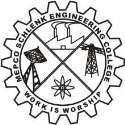 MEPCO SCHLENK ENGINEERING COLLEGE
WORK IS WORSHIP